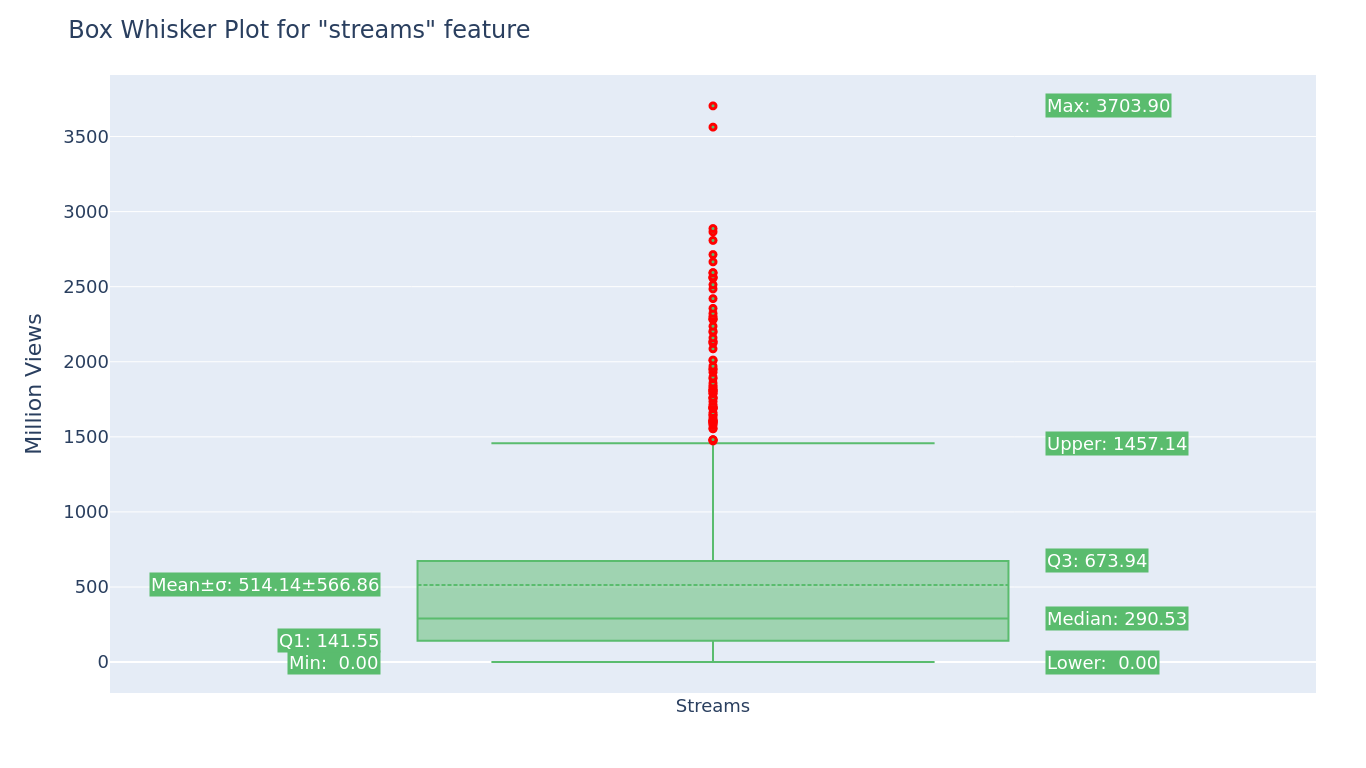 Box Whisker Plot for "streams" feature
Million Views
3500
3000
2500
2000
1500
1000
500
0
Max: 3703.90
Upper: 1457.14
Q3: 673.94
Mean±σ: 514.14±566.86
Median: 290.53
Q1: 141.55
Min:  0.00
Lower:  0.00
Streams